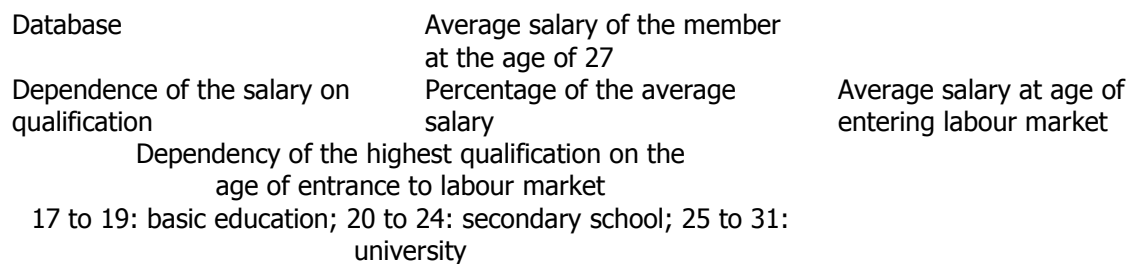 Database Average salary of the member
at the age of 27
Dependence of the salary on Percentage of the average Average salary at age of
qualification salary entering labour market
Dependency of the highest qualification on the
age of entrance to labour market
17 to 19: basic education; 20 to 24: secondary school; 25 to 31:
university